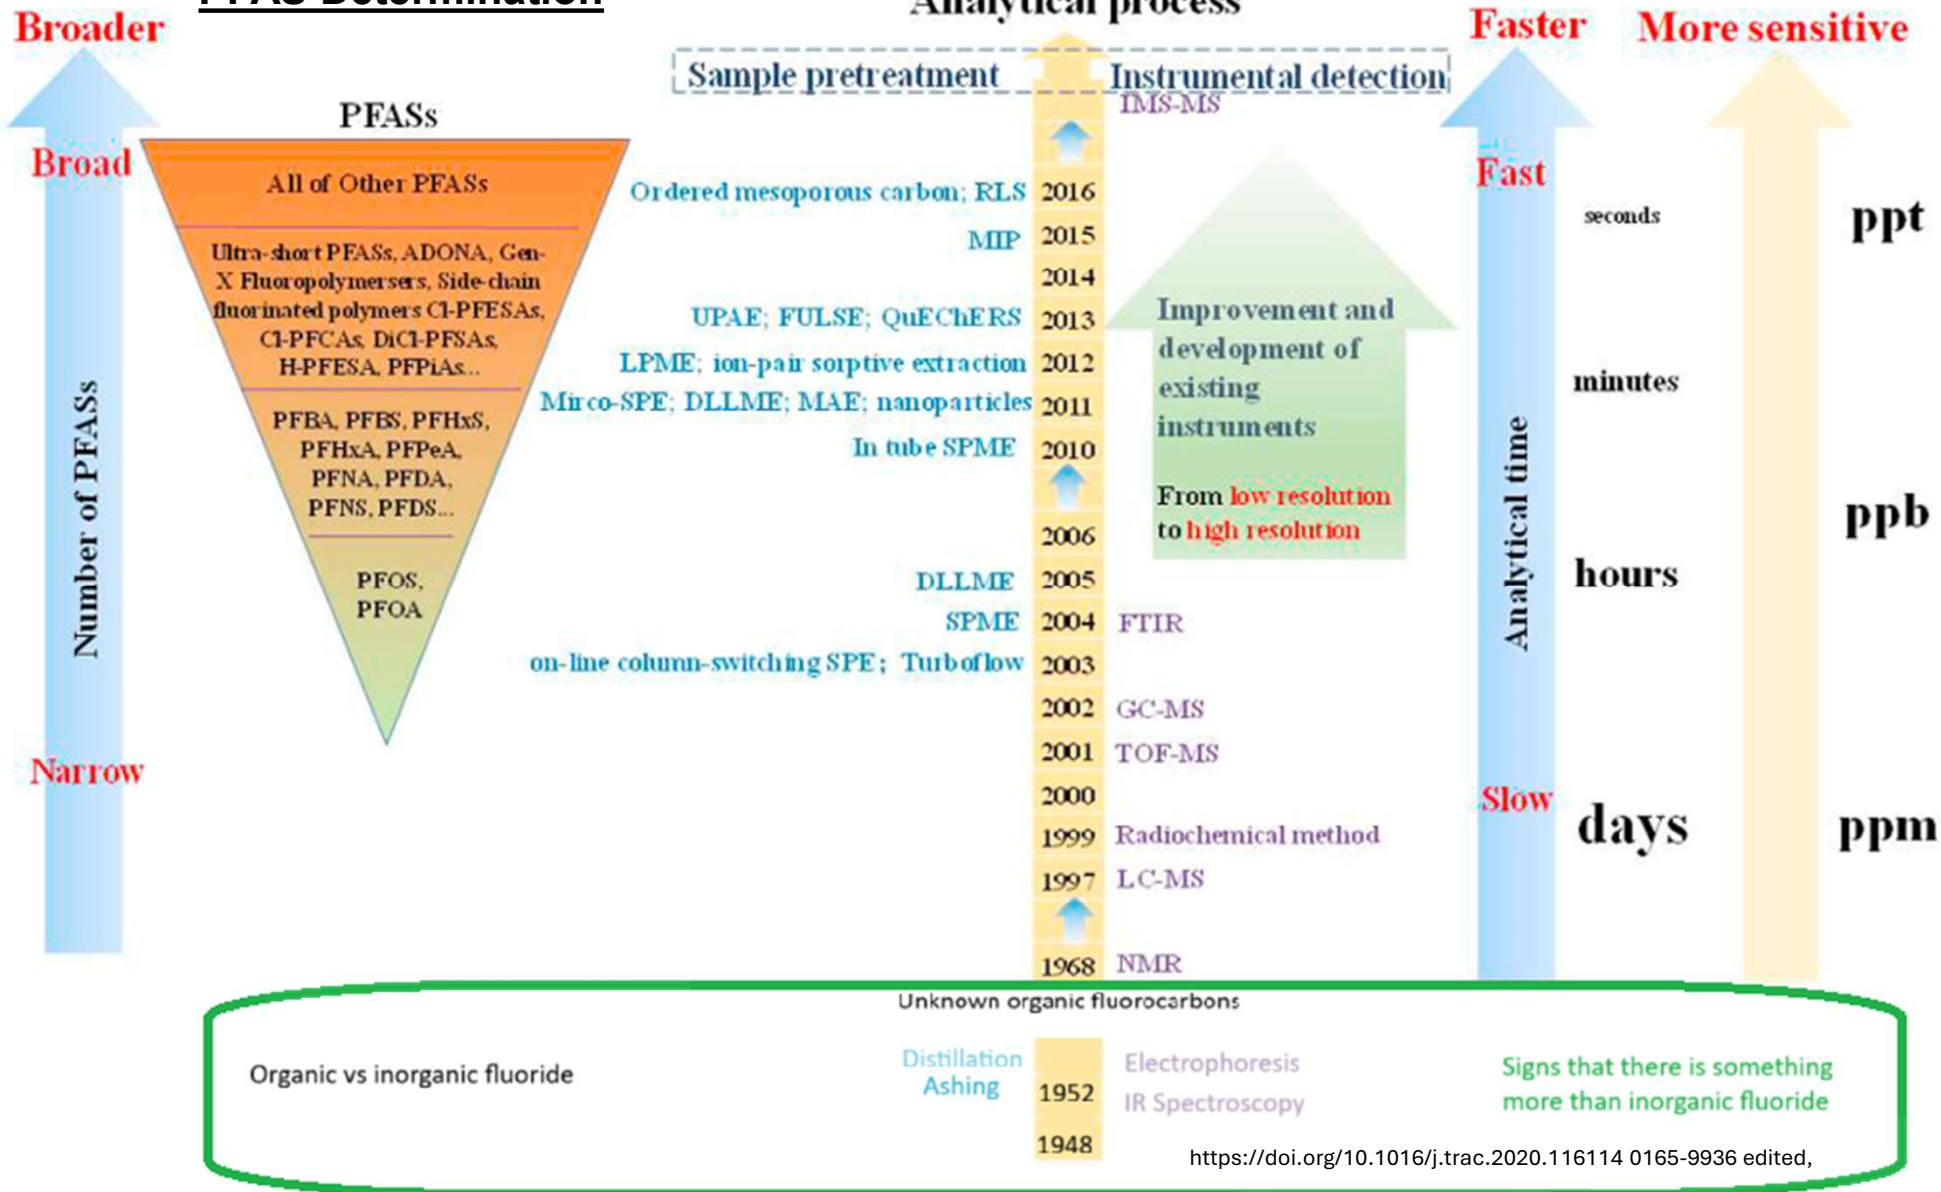 PFAS Determination
Analytical process
Broader
Faster
More sensitive
Sample pretreatment
Instrumental detection
IMS-MS
PFASs
Broad
Fast
All of Other PFASs
Ultra-short PFASs, ADONA, Gen-
X Fluoropolymersers, Side-chain
fluorinated polymers Cl-PFESAs,
Cl-PFCAs, DiCl-PFSAs,
H-PFESA, PFPiAs...
PFBA, PFBS, PFHxS,
PFHxA, PFPeA,
PFNA, PFDA,
PFNS, PFDS...
PFOS,
PFOA
Number of PFASs
Narrow
Ordered mesoporous carbon; RLS 2016
MIP 2015
2014
UPAE; FULSE; QuEChERS 2013
LPME; ion-pair sorptive extraction 2012
Mirco-SPE; DLLME; MAE; nanoparticles 2011
In tube SPME 2010
2006
DLLME 2005
SPME 2004 FTIR
on-line column-switching SPE; Turboflow 2003
2002 GC-MS
2001 TOF-MS
2000
1999 Radiochemical method
1997 LC-MS
1968 NMR
Improvement and
development of
existing
instruments
From low resolution
to high resolution
Analytical time
Slow
seconds
minutes
hours
days
ppt
ppb
ppm
Unknown organic fluorocarbons
Organic vs inorganic fluoride
Distillation
Ashing
1952
1948
Electrophoresis
IR Spectroscopy
Signs that there is something
more than inorganic fluoride
https://doi.org/10.1016/j.trac.2020.116114 0165-9936 edited,